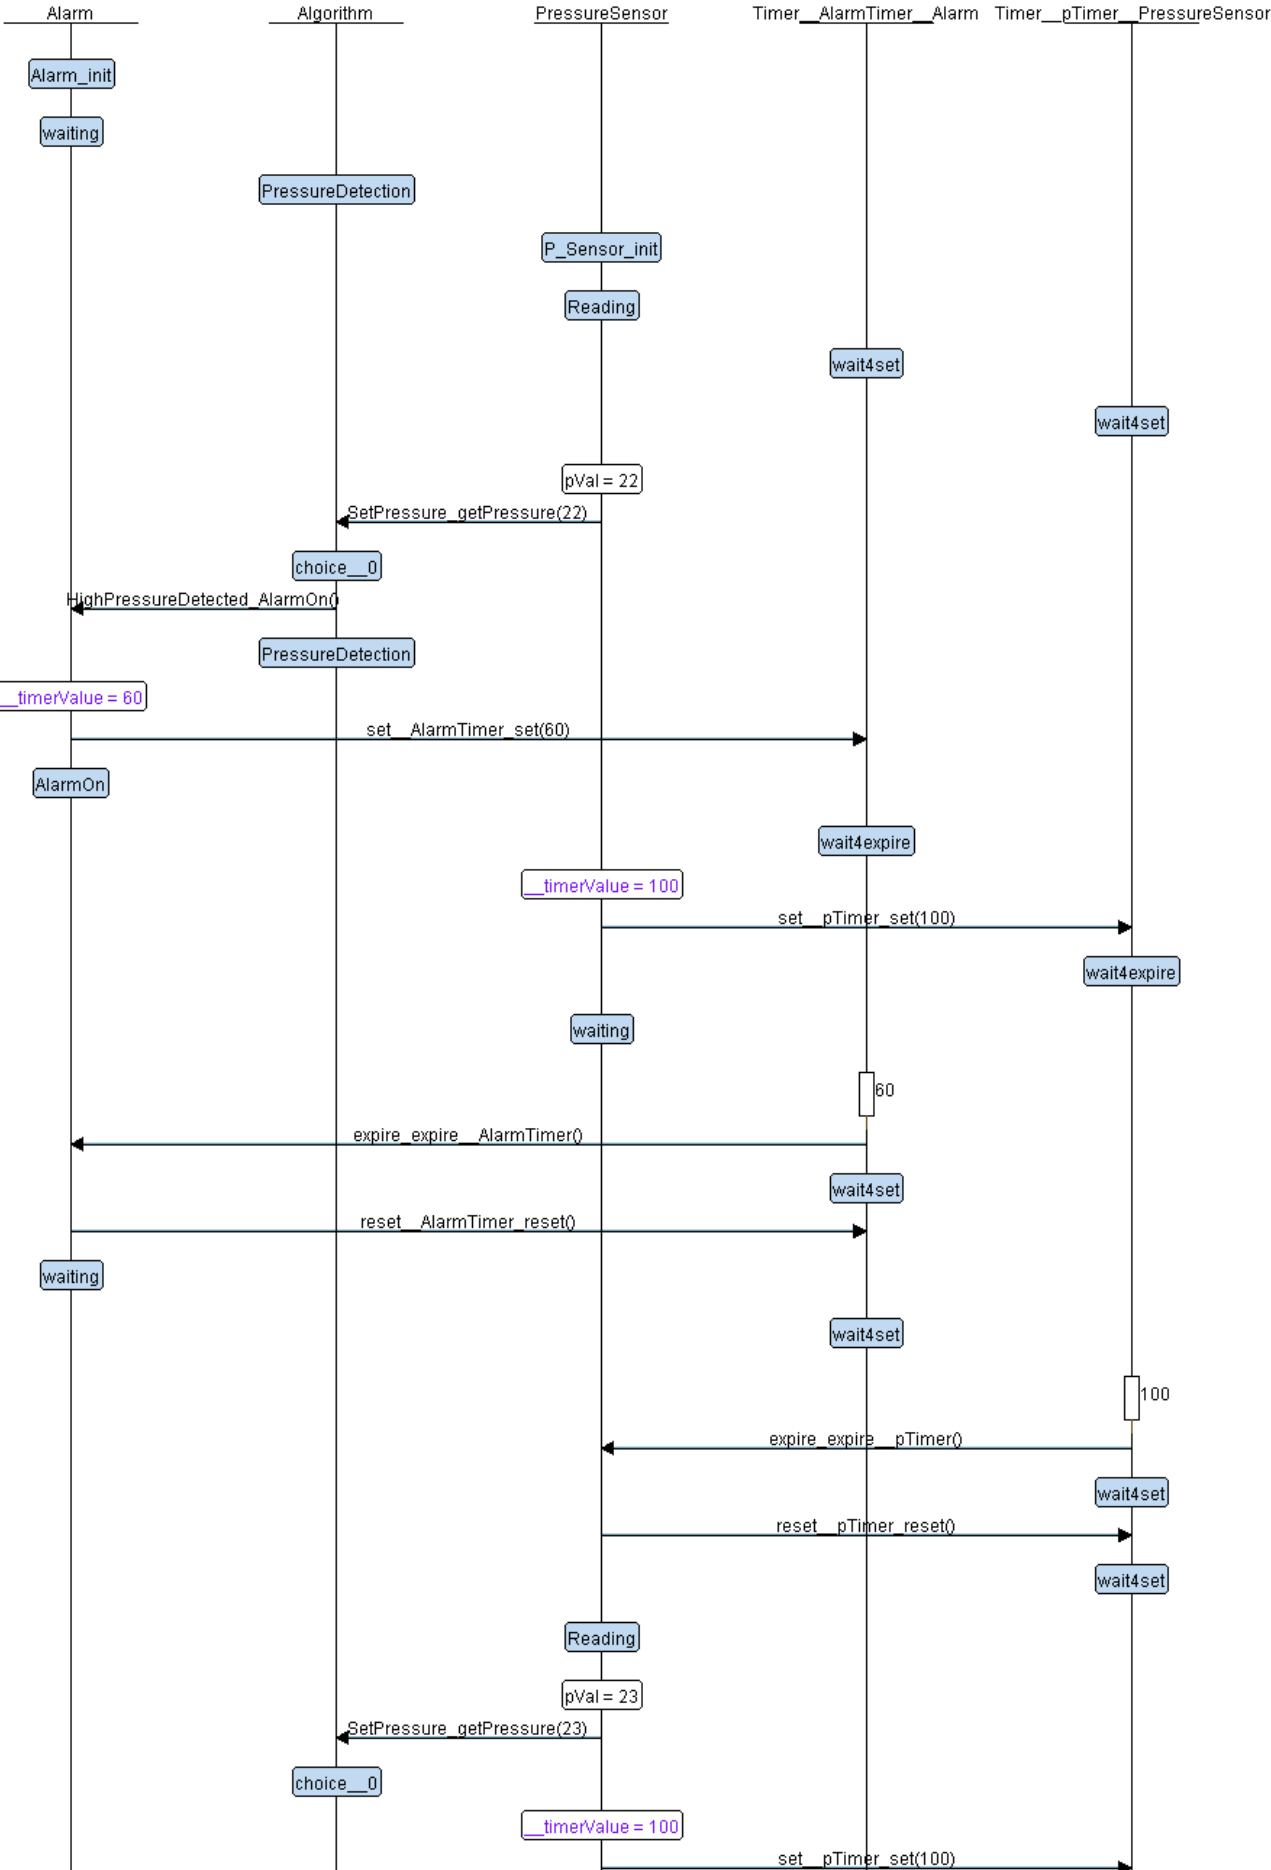 Alarm
Algorithm
PressureSensor
Timer__AlarmTimer__Alarm
Timer__pTimer__PressureSensor
Alarm_init
waiting
PressureDetection
P_Sensor_init
Reading
wait4set
wait4set
pVal = 22
SetPressure_getPressure(22)
choice__0
HighPressureDetected_AlarmOn()
PressureDetection
__timerValue = 60
set__AlarmTimer_set(60)
AlarmOn
wait4expire
__timerValue = 100
set__pTimer_set(100)
wait4expire
waiting
60
expire_expire__AlarmTimer()
wait4set
reset__AlarmTimer_reset()
waiting
wait4set
100
expire_expire__pTimer()
wait4set
reset__pTimer_reset()
wait4set
Reading
pVal = 23
SetPressure_getPressure(23)
choice__0
__timerValue = 100
set__pTimer_set(100)